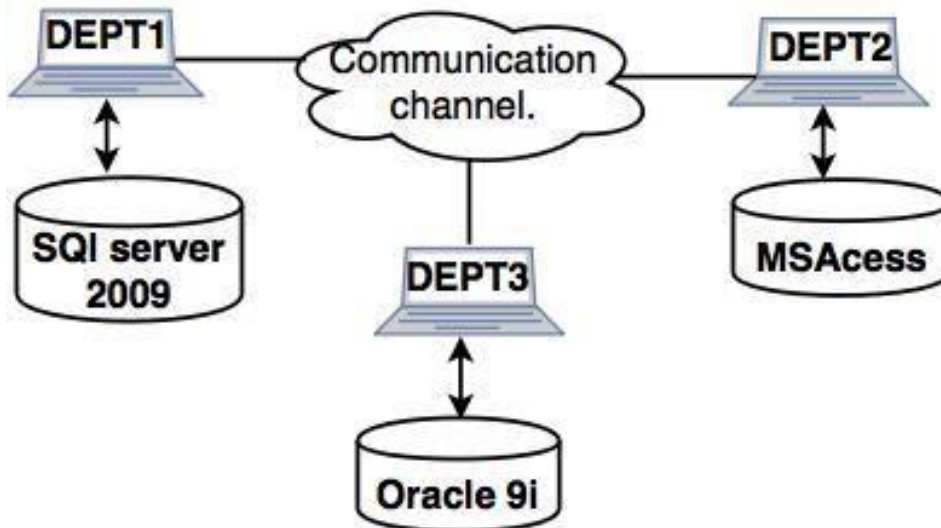 DEPT1
Communication
channel.
DEPT2
SQl server
2009
DEPT3
MSAcess
Oracle 9i